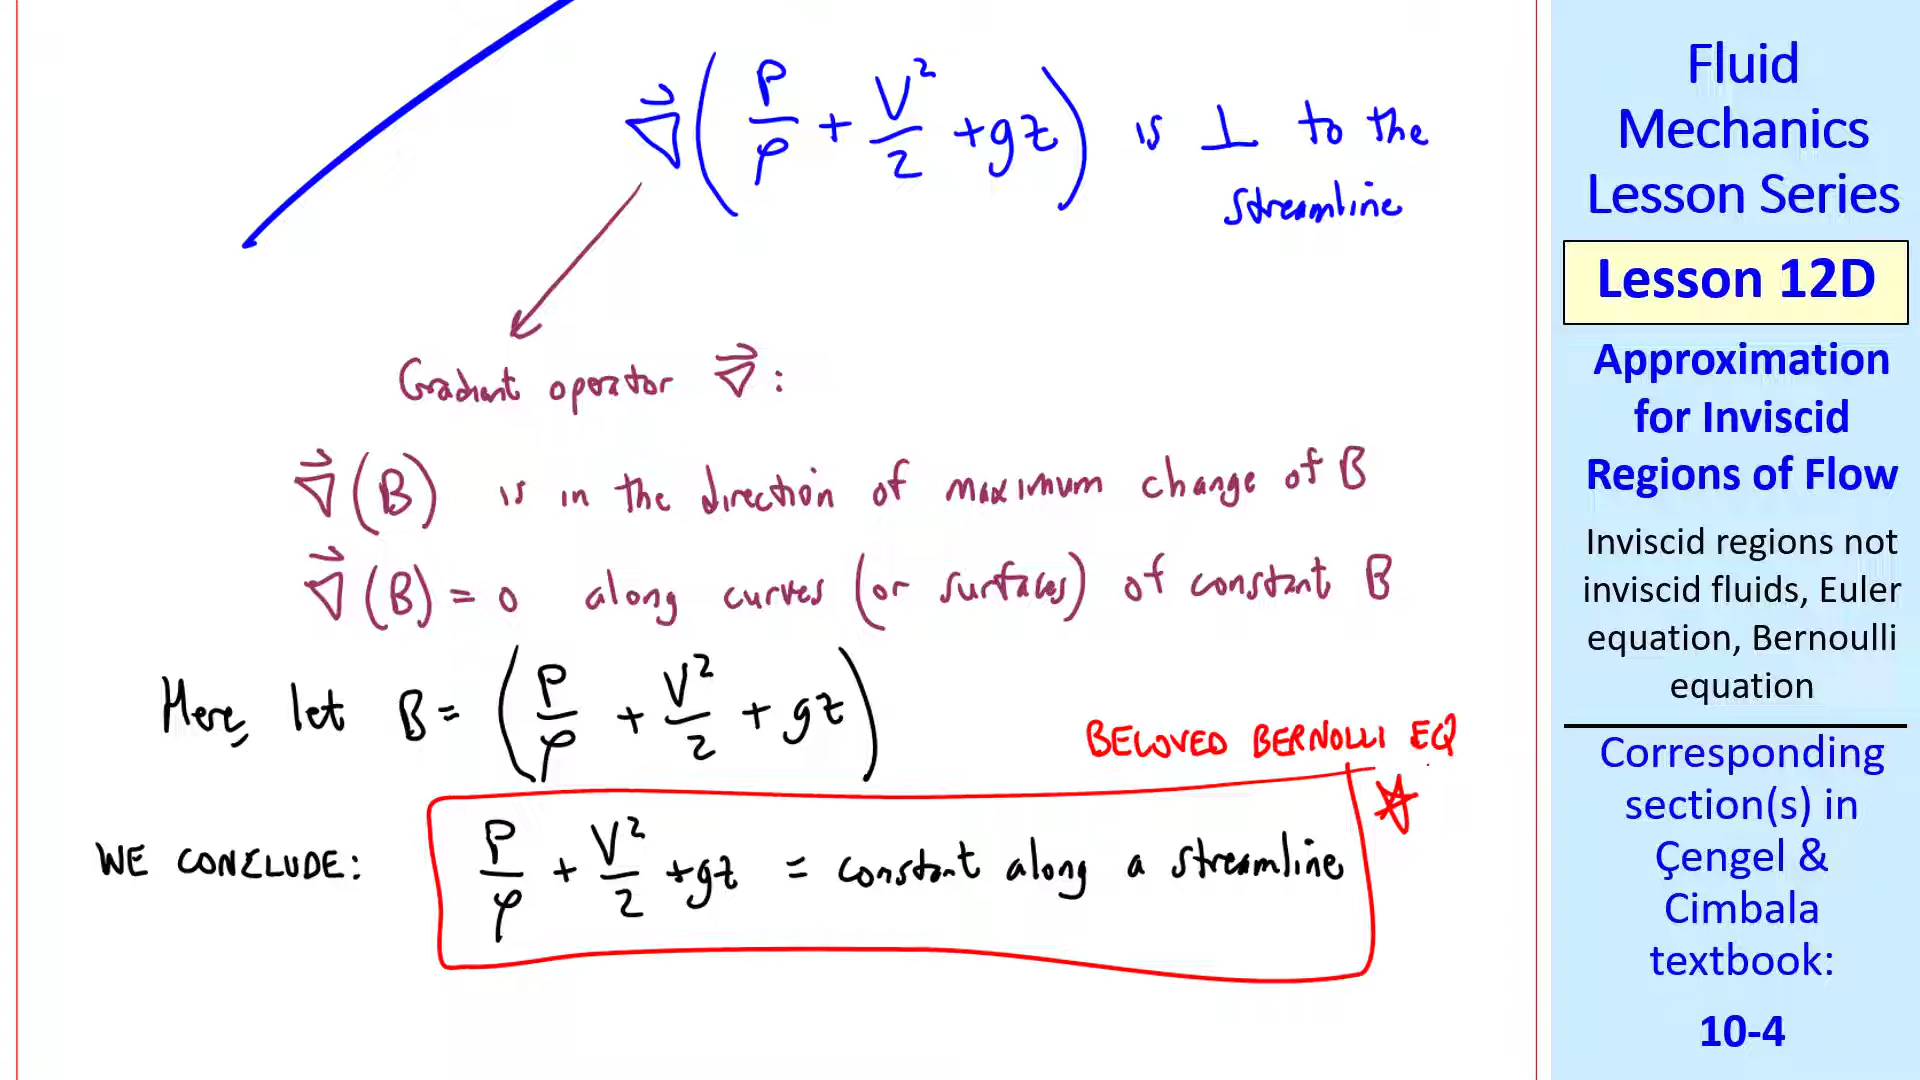 ∇⃗(P/ρ + V²/2 + gz) is ⊥ to the
streamline
Gradient operator ∇⃗:
∇⃗(B) is in the direction of maximum change of B
∇⃗(B) = 0 along curves (or surfaces) of constant B
Here, let B = (P/ρ + V²/2 + gz)
BELOVED BERNOLLI EQ
WE CONCLUDE: P/ρ + V²/2 + gz = constant along a streamline
Fluid
Mechanics
Lesson Series
Lesson 12D
Approximation
for Inviscid
Regions of Flow
Inviscid regions not
inviscid fluids, Euler
equation, Bernoulli
equation
Corresponding
section(s) in
Çengel &
Cimbala
textbook:
10-4